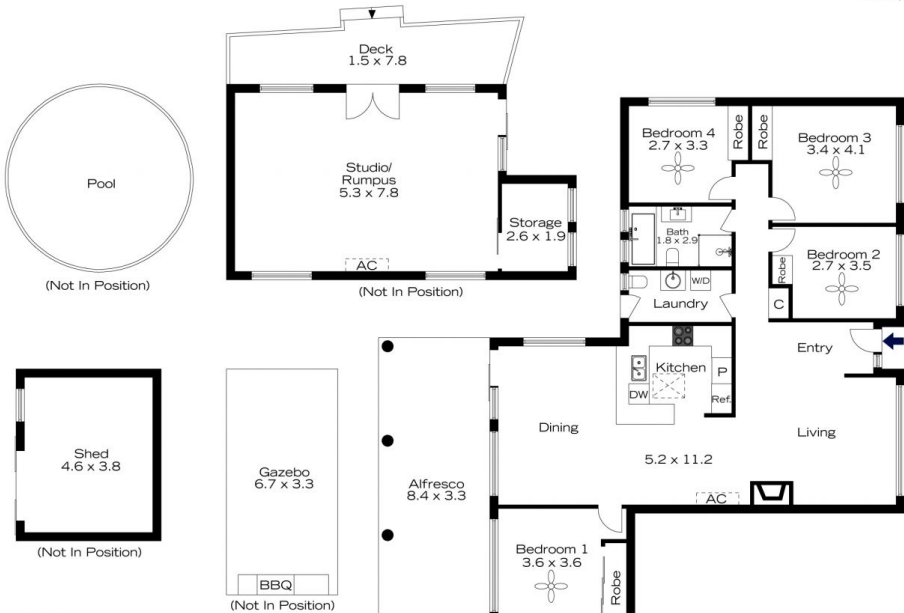 Deck
1.5 x 7.8
Pool
(Not In Position)
Studio/
Rumpus
5.3 x 7.8
Storage
2.6 x 1.9
AC
(Not In Position)
Bedroom 4
2.7 x 3.3
Robe
Robe
Bedroom 3
3.4 x 4.1
Bath
1.8 x 2.9
Bedroom 2
2.7 x 3.5
Robe
C
W/D
Laundry
Entry
Kitchen
P
DW
Ref.
Dining
Living
5.2 x 11.2
AC
Shed
4.6 x 3.8
(Not In Position)
Gazebo
6.7 x 3.3
BBQ
(Not In Position)
Alfresco
8.4 x 3.3
Bedroom 1
3.6 x 3.6
Robe